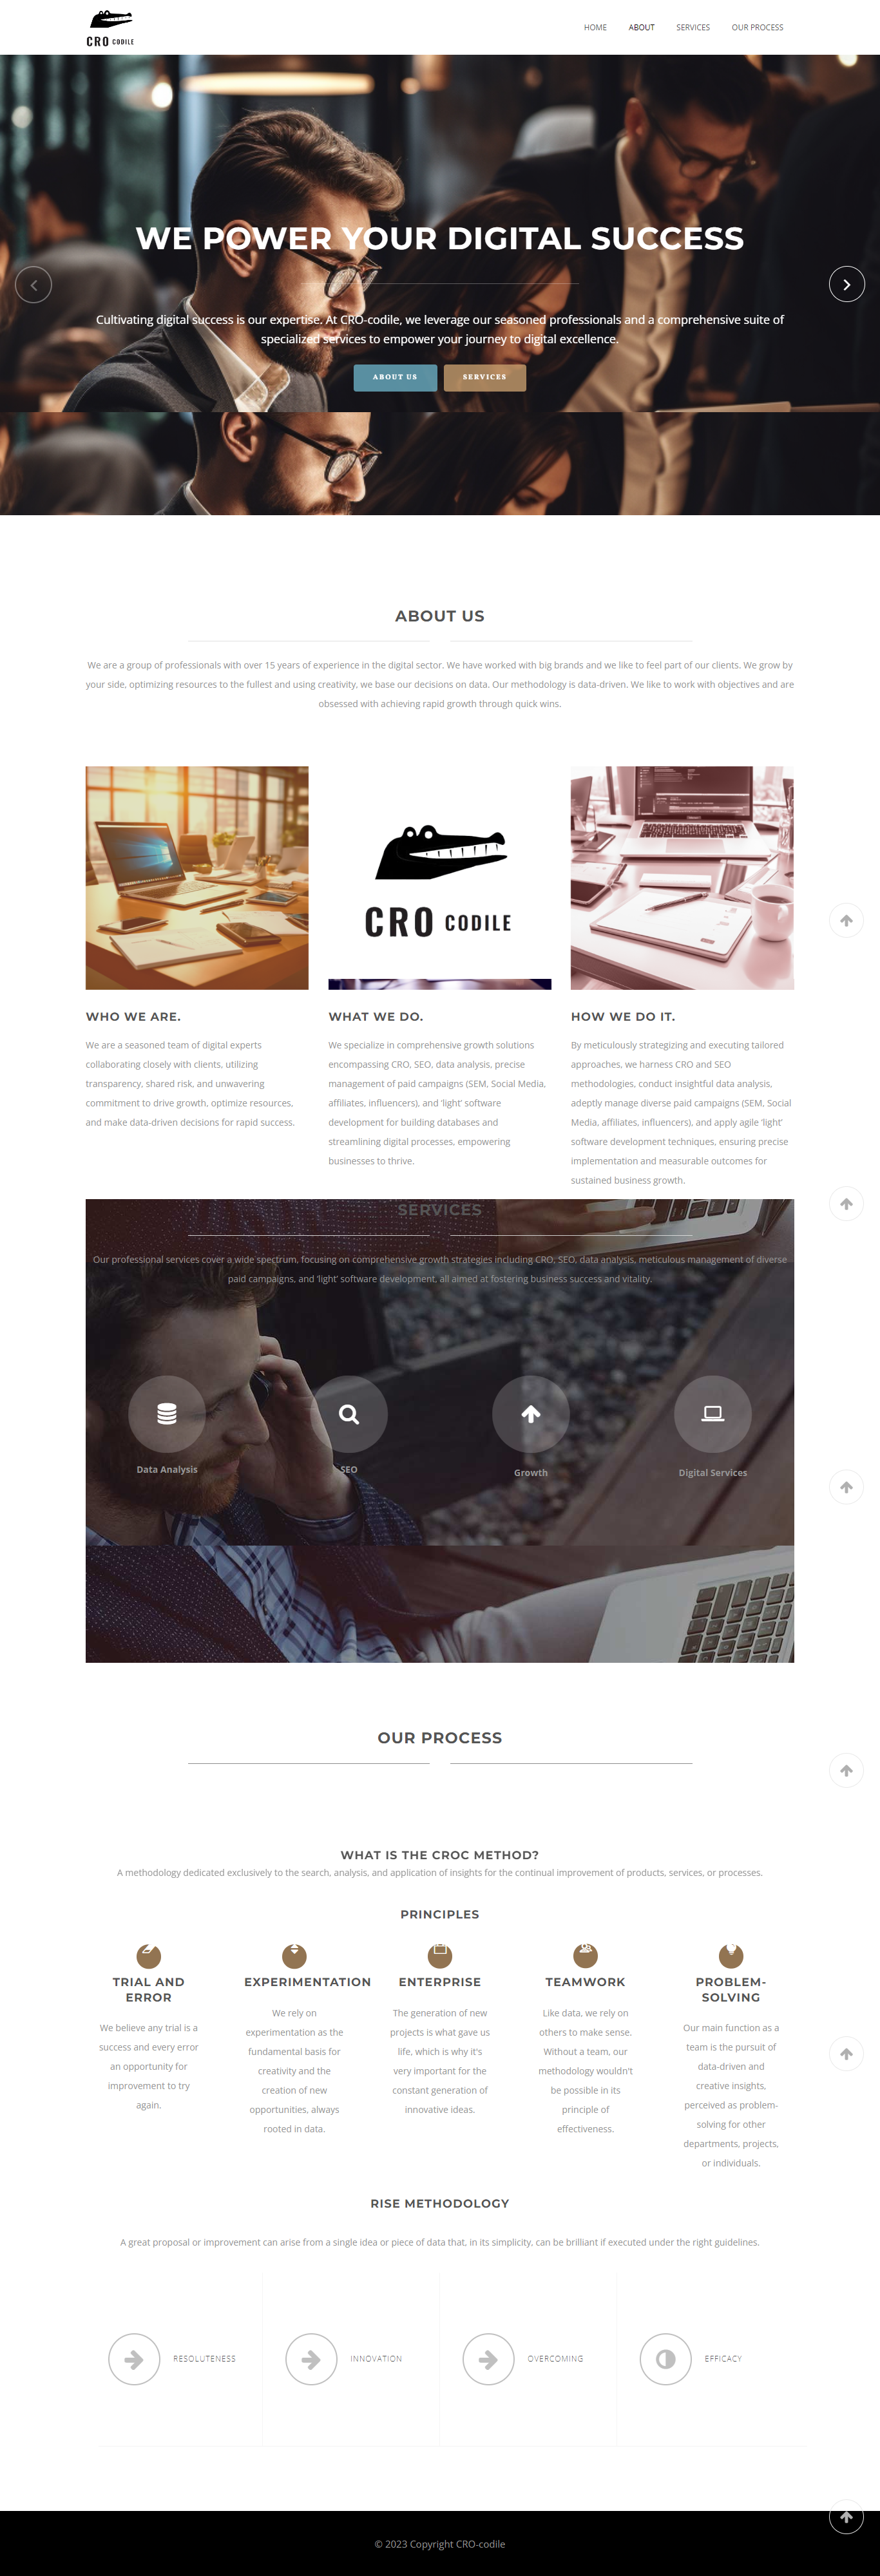 CRO CODILE
HOME ABOUT SERVICES OUR PROCESS
WE POWER YOUR DIGITAL SUCCESS
Cultivating digital success is our expertise. At CRO-codile, we leverage our seasoned professionals and a comprehensive suite of
specialized services to empower your journey to digital excellence.
ABOUT US SERVICES
ABOUT US
We are a group of professionals with over 15 years of experience in the digital sector. We have worked with big brands and we like to feel part of our clients. We grow by
your side, optimizing resources to the fullest and using creativity, we base our decisions on data. Our methodology is data-driven. We like to work with objectives and are
obsessed with achieving rapid growth through quick wins.
CRO CODILE
WHO WE ARE.
We are a seasoned team of digital experts
collaborating closely with clients, utilizing
transparency, shared risk, and unwavering
commitment to drive growth, optimize resources,
and make data-driven decisions for rapid success.
WHAT WE DO.
We specialize in comprehensive growth solutions
encompassing CRO, SEO, data analysis, precise
management of paid campaigns (SEM, Social Media,
affiliates, influencers), and 'light' software
development for building databases and
streamlining digital processes, empowering
businesses to thrive.
HOW WE DO IT.
By meticulously strategizing and executing tailored
approaches, we harness CRO and SEO
methodologies, conduct insightful data analysis,
adeptly manage diverse paid campaigns (SEM, Social
Media, affiliates, influencers), and apply agile 'light'
software development techniques, ensuring precise
implementation and measurable outcomes for
sustained business growth.
SERVICES
Our professional services cover a wide spectrum, focusing on comprehensive growth strategies including CRO, SEO, data analysis, meticulous management of diverse
paid campaigns, and 'light' software development, all aimed at fostering business success and vitality.
Data Analysis
SEO
Growth
Digital Services
OUR PROCESS
WHAT IS THE CROC METHOD?
A methodology dedicated exclusively to the search, analysis, and application of insights for the continual improvement of products, services, or processes.
PRINCIPLES
TRIAL AND
ERROR
We believe any trial is a
success and every error
an opportunity for
improvement to try
again.
EXPERIMENTATION
We rely on
experimentation as the
fundamental basis for
creativity and the
creation of new
opportunities, always
rooted in data.
ENTERPRISE
The generation of new
projects is what gave us
life, which is why it's
very important for the
constant generation of
innovative ideas.
TEAMWORK
Like data, we rely on
others to make sense.
Without a team, our
methodology wouldn't
be possible in its
principle of
effectiveness.
PROBLEM-
SOLVING
Our main function as a
team is the pursuit of
data-driven and
creative insights,
perceived as problem-
solving for other
departments, projects,
or individuals.
RISE METHODOLOGY
A great proposal or improvement can arise from a single idea or piece of data that, in its simplicity, can be brilliant if executed under the right guidelines.
RESOLUTENESS
INNOVATION
OVERCOMING
EFFICACY
© 2023 Copyright CRO-codile